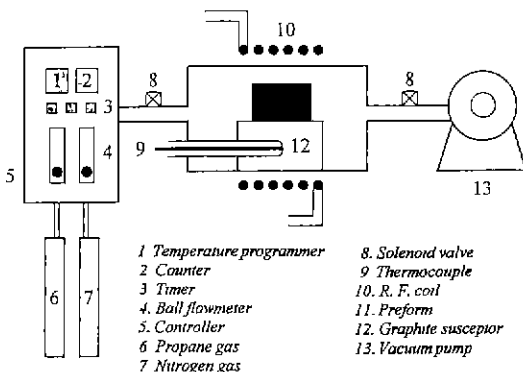 10
8
8
1 2
3
4
9
12
5
13
6 7
1 Temperature programmer
2 Counter
3 Timer
4. Ball flowmeter
5. Controller
6 Propane gas
7 Nitrogen gas
8. Solenoid valve
9 Thermocouple
10. R. F. coil
11. Preform
12. Graphite susceptor
13. Vacuum pump